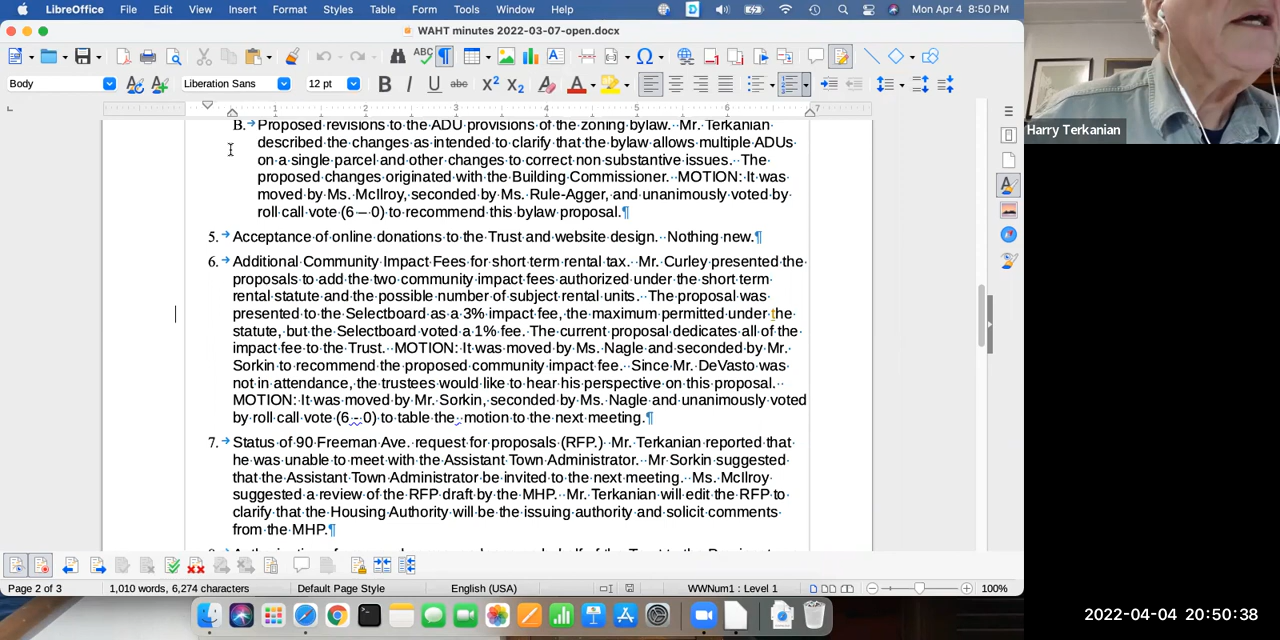 LibreOffice File Edit View Insert Format Styles Table Form Tools Window Help Mon Apr 4 8:50 PM
WAHT minutes 2022-03-07-open.docx
Body Liberation Sans 12 pt
1 2 3 4 5 6 7
B. Proposed revisions to the ADU provisions of the zoning bylaw. Mr. Terkanian
described the changes as intended to clarify that the bylaw allows multiple ADUs
on a single parcel and other changes to correct non substantive issues. The
proposed changes originated with the Building Commissioner. MOTION: It was
moved by Ms. McIlroy, seconded by Ms. Rule-Agger, and unanimously voted by
roll call vote (6 – 0) to recommend this bylaw proposal.¶
5. Acceptance of online donations to the Trust and website design. Nothing new.¶
6. Additional Community Impact Fees for short term rental tax. Mr. Curley presented the
proposals to add the two community impact fees authorized under the short term
rental statute and the possible number of subject rental units. The proposal was
presented to the Selectboard as a 3% impact fee, the maximum permitted under the
statute, but the Selectboard voted a 1% fee. The current proposal dedicates all of the
impact fee to the Trust. MOTION: It was moved by Ms. Nagle and seconded by Mr.
Sorkin to recommend the proposed community impact fee. Since Mr. DeVasto was
not in attendance, the trustees would like to hear his perspective on this proposal.
MOTION: It was moved by Mr. Sorkin, seconded by Ms. Nagle and unanimously voted
by roll call vote (6 - 0) to table the motion to the next meeting.¶
7. Status of 90 Freeman Ave. request for proposals (RFP.) Mr. Terkanian reported that
he was unable to meet with the Assistant Town Administrator. Mr Sorkin suggested
that the Assistant Town Administrator be invited to the next meeting. Ms. McIlroy
suggested a review of the RFP draft by the MHP. Mr. Terkanian will edit the RFP to
clarify that the Housing Authority will be the issuing authority and solicit comments
from the MHP.¶
Page 2 of 3 1,010 words, 6,274 characters Default Page Style English (USA) WWNum1 : Level 1 100%
Harry Terkanian
2022-04-04 20:50:38